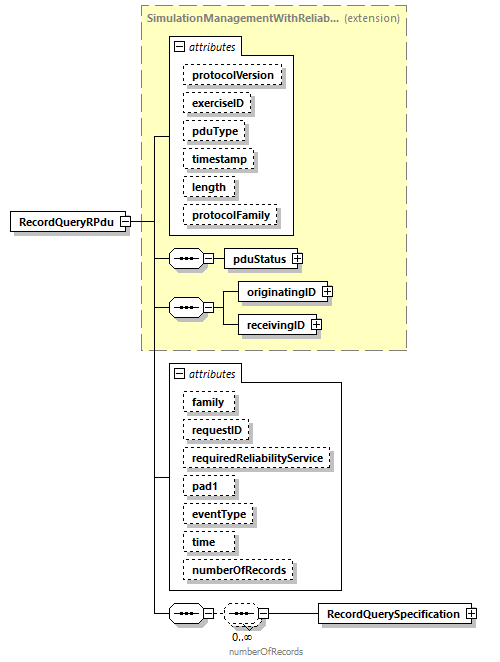 SimulationManagementWithReliab... (extension)
attributes
protocolVersion
exerciseID
pduType
timestamp
length
protocolFamily
RecordQueryRPdu
pduStatus
originatingID
receivingID
attributes
family
requestID
requiredReliabilityService
pad1
eventType
time
numberOfRecords
RecordQuerySpecification
0..∞
numberOfRecords